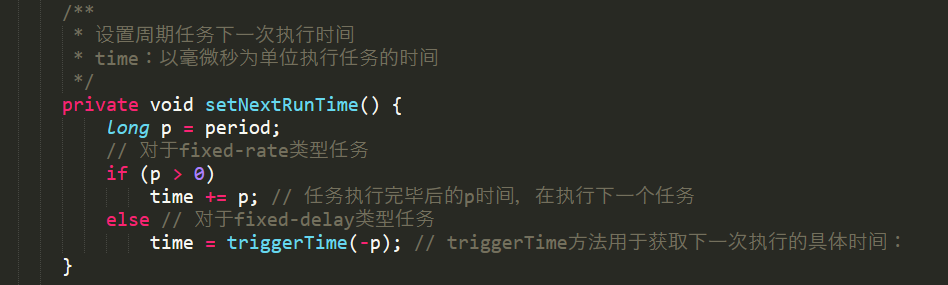 /**
 * 设置周期任务下一次执行时间
 * time：以毫微秒为单位执行任务的时间
 */
private void setNextRunTime() {
    long p = period;
    // 对于fixed-rate类型任务
    if (p > 0)
        time += p; // 任务执行完毕后的p时间，在执行下一个任务
    else // 对于fixed-delay类型任务
        time = triggerTime(-p); // triggerTime方法用于获取下一次执行的具体时间：
}